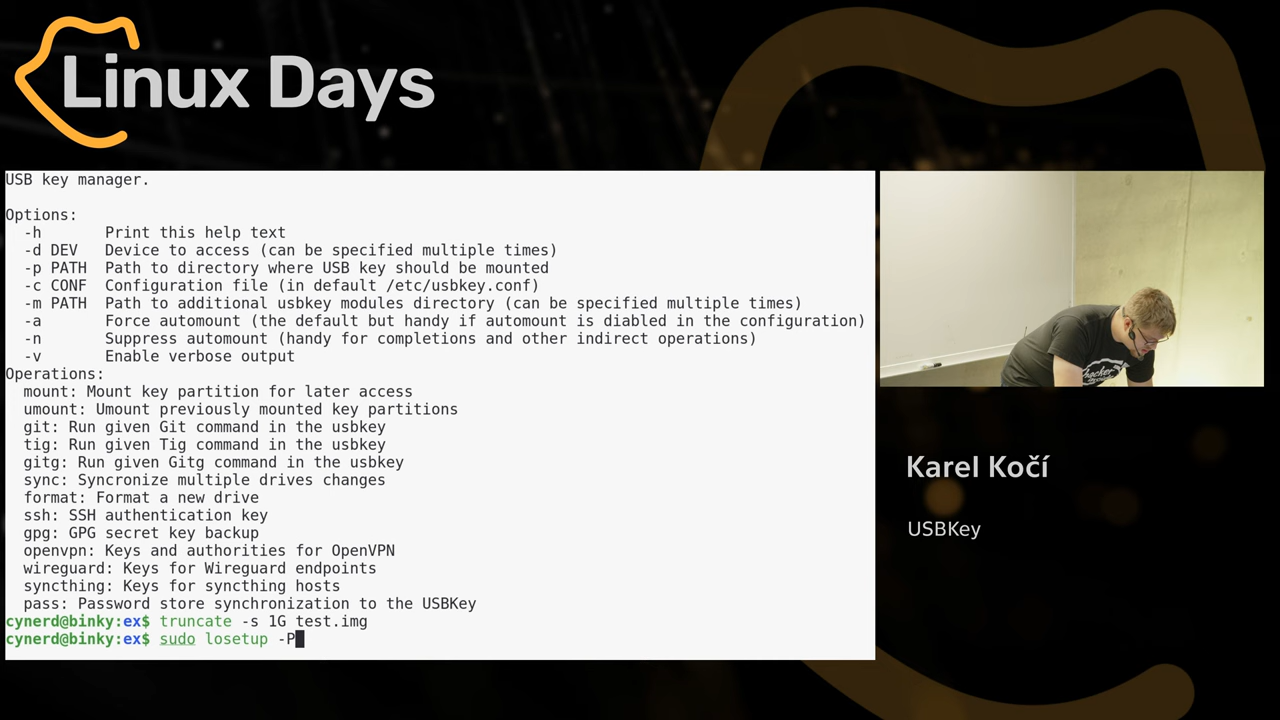 Linux Days
USB key manager.
Options:
-h Print this help text
-d DEV Device to access (can be specified multiple times)
-p PATH Path to directory where USB key should be mounted
-c CONF Configuration file (in default /etc/usbkey.conf)
-m PATH Path to additional usbkey modules directory (can be specified multiple times)
-a Force automount (the default but handy if automount is diabled in the configuration)
-n Suppress automount (handy for completions and other indirect operations)
-v Enable verbose output
Operations:
mount: Mount key partition for later access
umount: Umount previously mounted key partitions
git: Run given Git command in the usbkey
tig: Run given Tig command in the usbkey
gitg: Run given Gitg command in the usbkey
sync: Syncronize multiple drives changes
format: Format a new drive
ssh: SSH authentication key
gpg: GPG secret key backup
openvpn: Keys and authorities for OpenVPN
wireguard: Keys for Wireguard endpoints
syncthing: Keys for syncthing hosts
pass: Password store synchronization to the USBKey
cynerd@binky:ex$ truncate -s 1G test.img
cynerd@binky:ex$ sudo losetup -P
Karel Kočí
USBKey